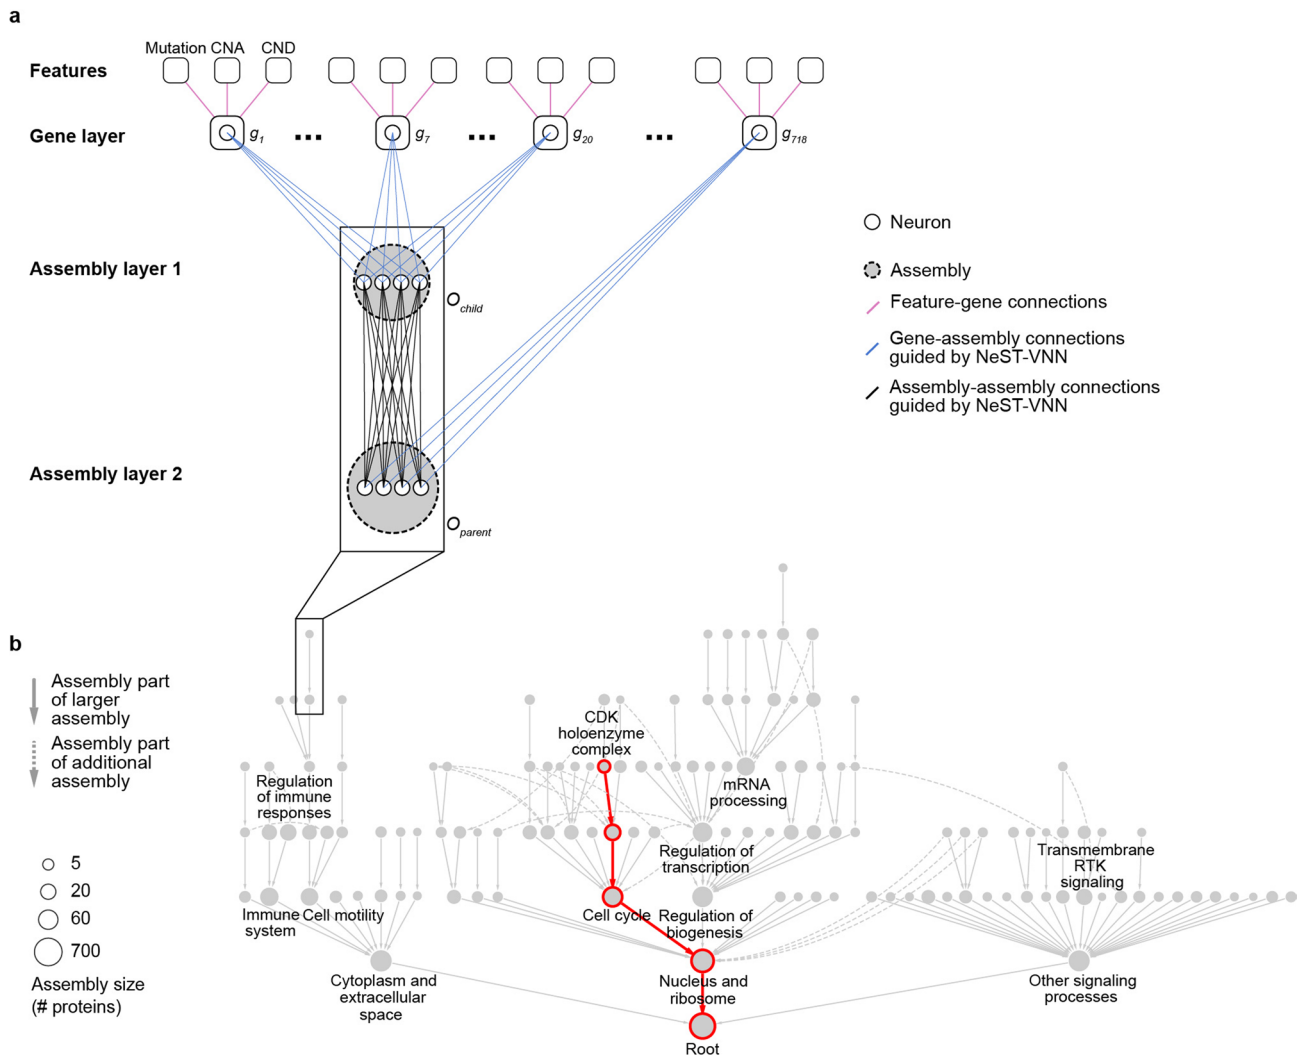 a
Mutation CNA CND
Features
Gene layer
g1 ... g7 ... g20 ... g718
Neuron
Assembly layer 1
Assembly
Ochild
Feature-gene connections
Gene-assembly connections
guided by NeST-VNN
Assembly-assembly connections
guided by NeST-VNN
Assembly layer 2
Oparent
b
Assembly part
of larger
assembly
Assembly part
of additional
assembly
CDK
holoenzyme
complex
Regulation
of immune
responses
mRNA
processing
Regulation of
transcription
Transmembrane
RTK
signaling
5
20
60
700
Assembly size
(# proteins)
Immune
system
Cell motility
Cell cycle
Regulation of
biogenesis
Cytoplasm and
extracellular
space
Nucleus and
ribosome
Other signaling
processes
Root